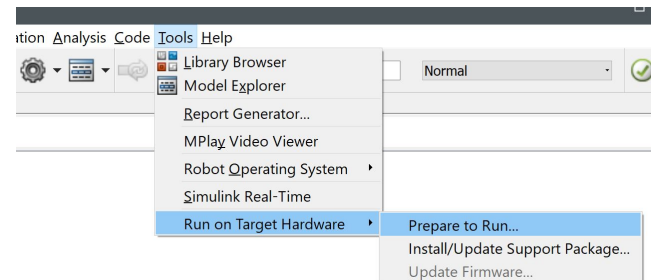 ation Analysis Code Tools Help
Library Browser
Normal
Model Explorer
Report Generator...
MPlay Video Viewer
Robot Operating System
Simulink Real-Time
Run on Target Hardware
Prepare to Run...
Install/Update Support Package...
Update Firmware...